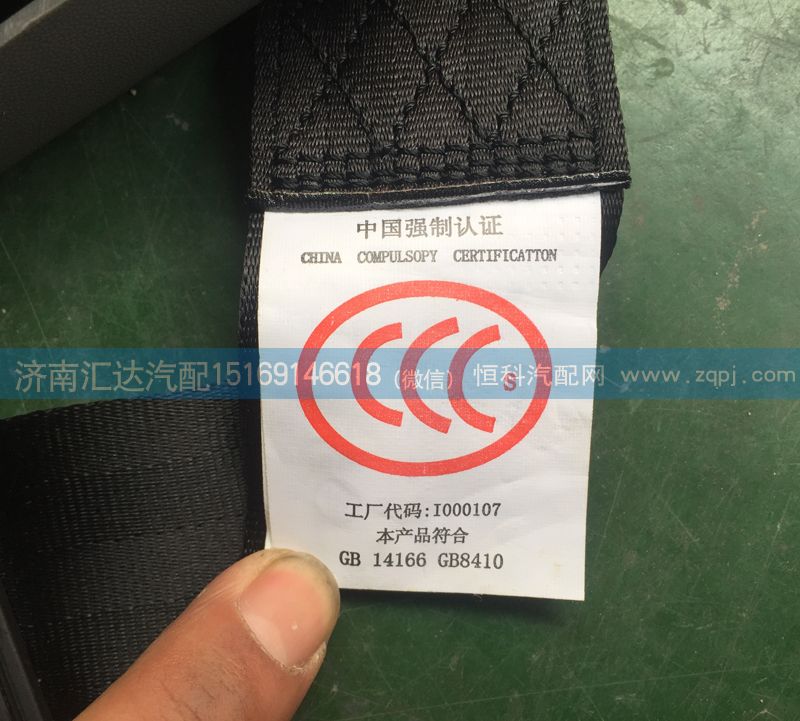 中国强制认证
CHINA COMPULSOPY CERTIFICATTON
CCC S
济南汇达汽配15169146618（微信） 恒科汽配网 www.zqpj.com
工厂代码:I000107
本产品符合
GB 14166 GB8410